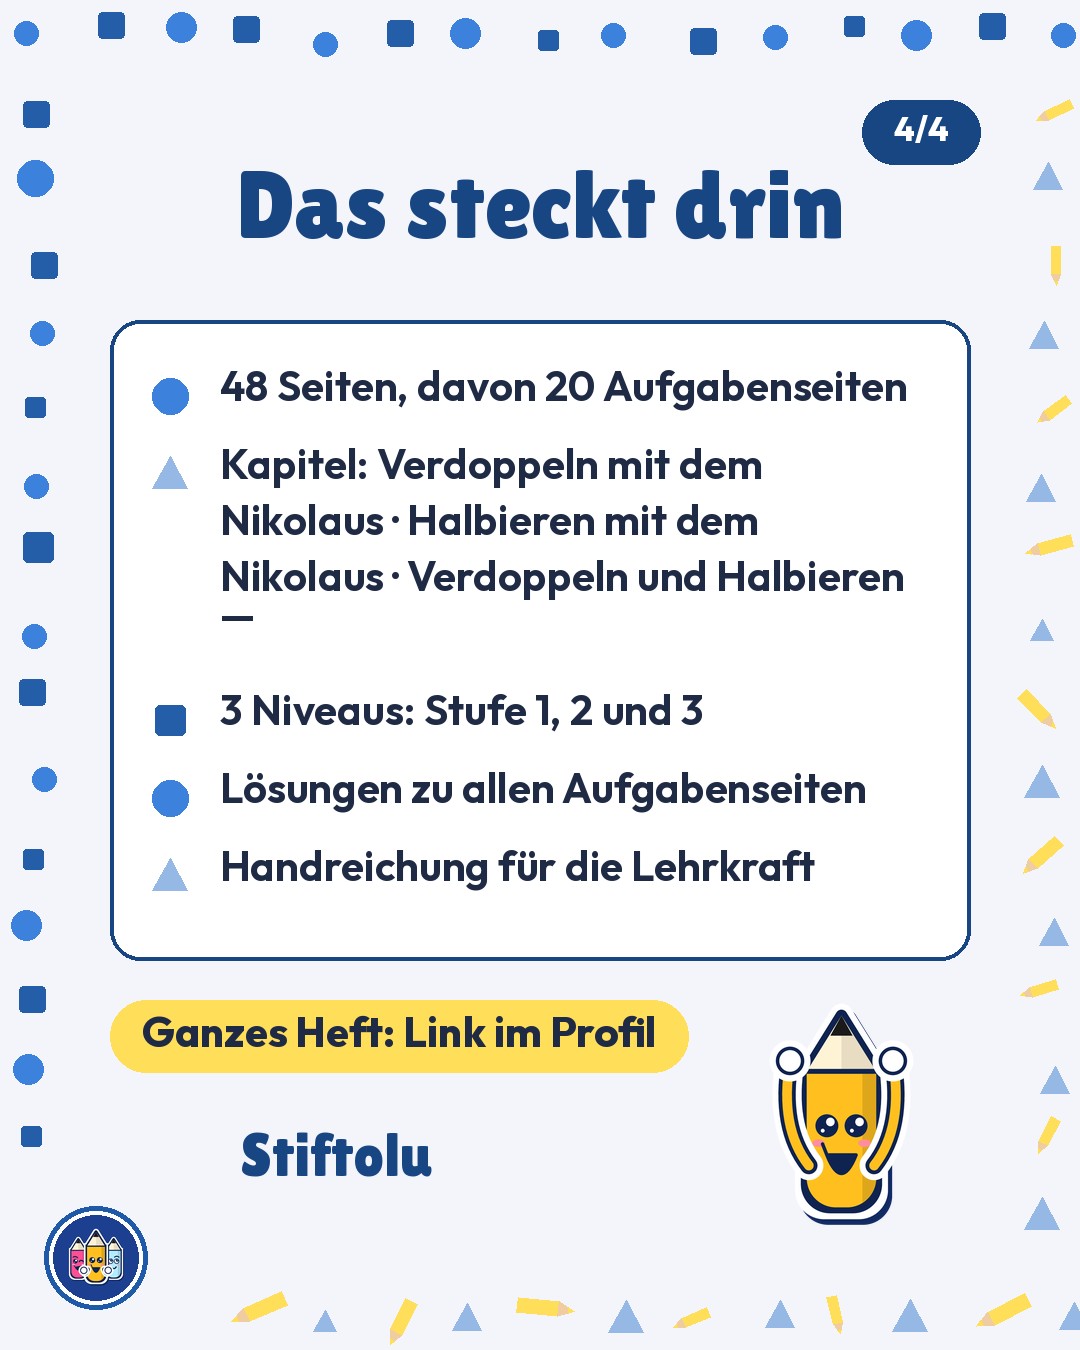 4/4
Das steckt drin
48 Seiten, davon 20 Aufgabenseiten
Kapitel: Verdoppeln mit dem
Nikolaus · Halbieren mit dem
Nikolaus · Verdoppeln und Halbieren
—
3 Niveaus: Stufe 1, 2 und 3
Lösungen zu allen Aufgabenseiten
Handreichung für die Lehrkraft
Ganzes Heft: Link im Profil
Stiftolu